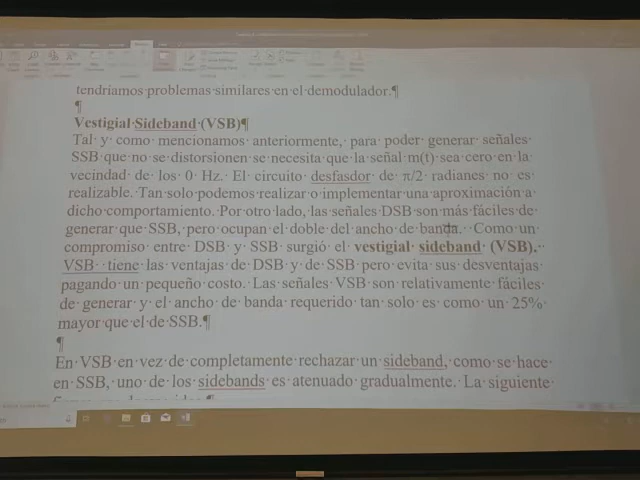 tendríamos problemas similares en el demodulador.¶
¶
Vestigial Sideband (VSB)¶
Tal y como mencionamos anteriormente, para poder generar señales
SSB que no se distorsionen se necesita que la señal m(t) sea cero en la
vecindad de los 0 Hz. El circuito desfasdor de π/2 radianes no es
realizable. Tan solo podemos realizar o implementar una aproximación a
dicho comportamiento. Por otro lado, las señales DSB son más fáciles de
generar que SSB, pero ocupan el doble del ancho de banda. Como un
compromiso entre DSB y SSB surgió el vestigial sideband (VSB).
VSB tiene las ventajas de DSB y de SSB pero evita sus desventajas
pagando un pequeño costo. Las señales VSB son relativamente fáciles
de generar y el ancho de banda requerido tan solo es como un 25%
mayor que el de SSB.¶
¶
En VSB en vez de completamente rechazar un sideband, como se hace
en SSB, uno de los sidebands es atenuado gradualmente. La siguiente